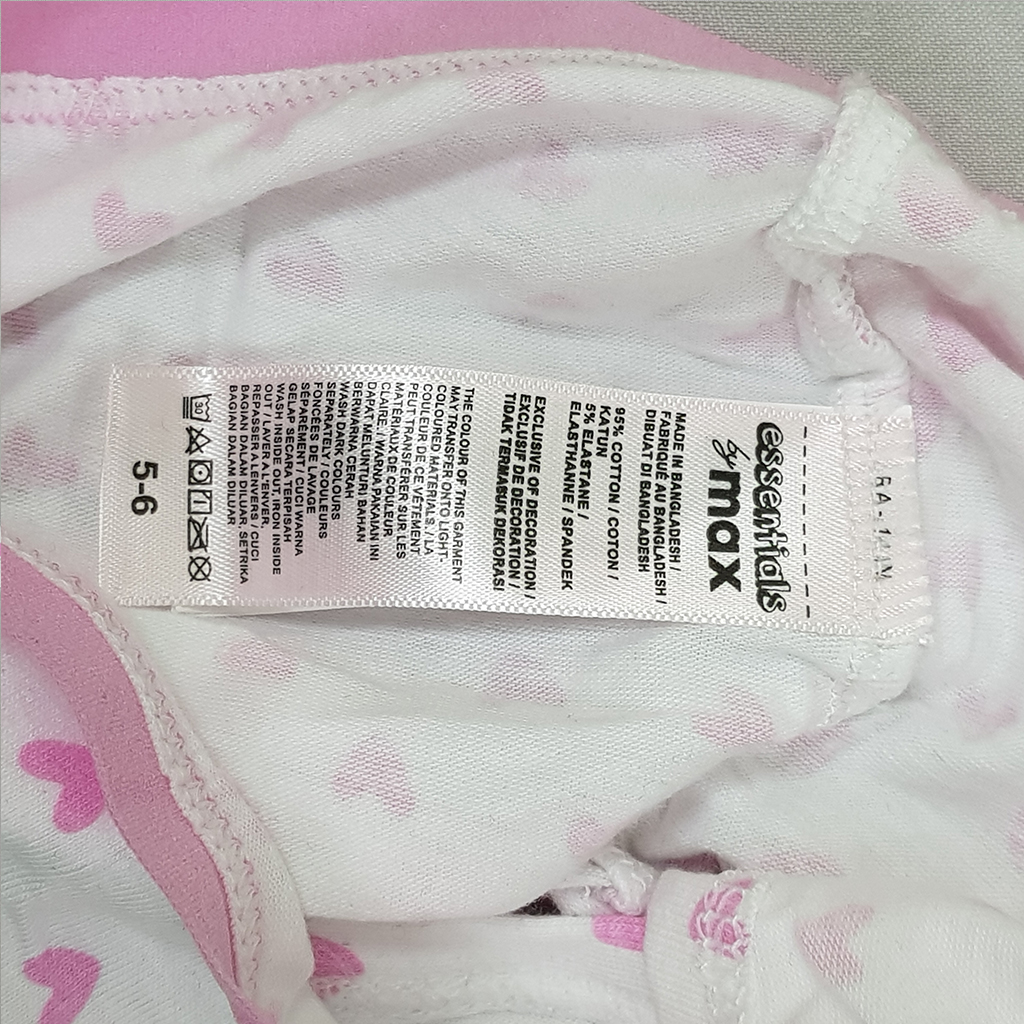 essentials
by max
MADE IN BANGLADESH /
FABRIQUÉ AU BANGLADESH /
DIBUAT DI BANGLADESH
95% COTTON / COTON /
KATUN
5% ELASTANE /
ELASTHANNE / SPANDEK
EXCLUSIVE OF DECORATION /
EXCLUSIF DE DECORATION /
TIDAK TERMASUK DEKORASI
THE COLOUR OF THIS GARMENT
MAY TRANSFER ONTO LIGHT-
COLOURED MATERIALS. / LA
COULEUR DE CE VÊTEMENT
PEUT TRANSFÉRER SUR LES
MATÉRIAUX DE COULEUR
CLAIRE. / WARNA PAKAIAN INI
DAPAT MELUNTURI BAHAN
BERWARNA CERAH
WASH DARK COLOURS
SEPARATELY / COULEURS
FONCÉES DE LAVAGE
SÉPARÉMENT / CUCI WARNA
GELAP SECARA TERPISAH
WASH INSIDE OUT, IRON INSIDE
OUT / LAVER A L'ENVER,
REPASSER A L'ENVERS / CUCI
BAGIAN DALAM DILUAR, SETRIKA
BAGIAN DALAM DILUAR
5-6